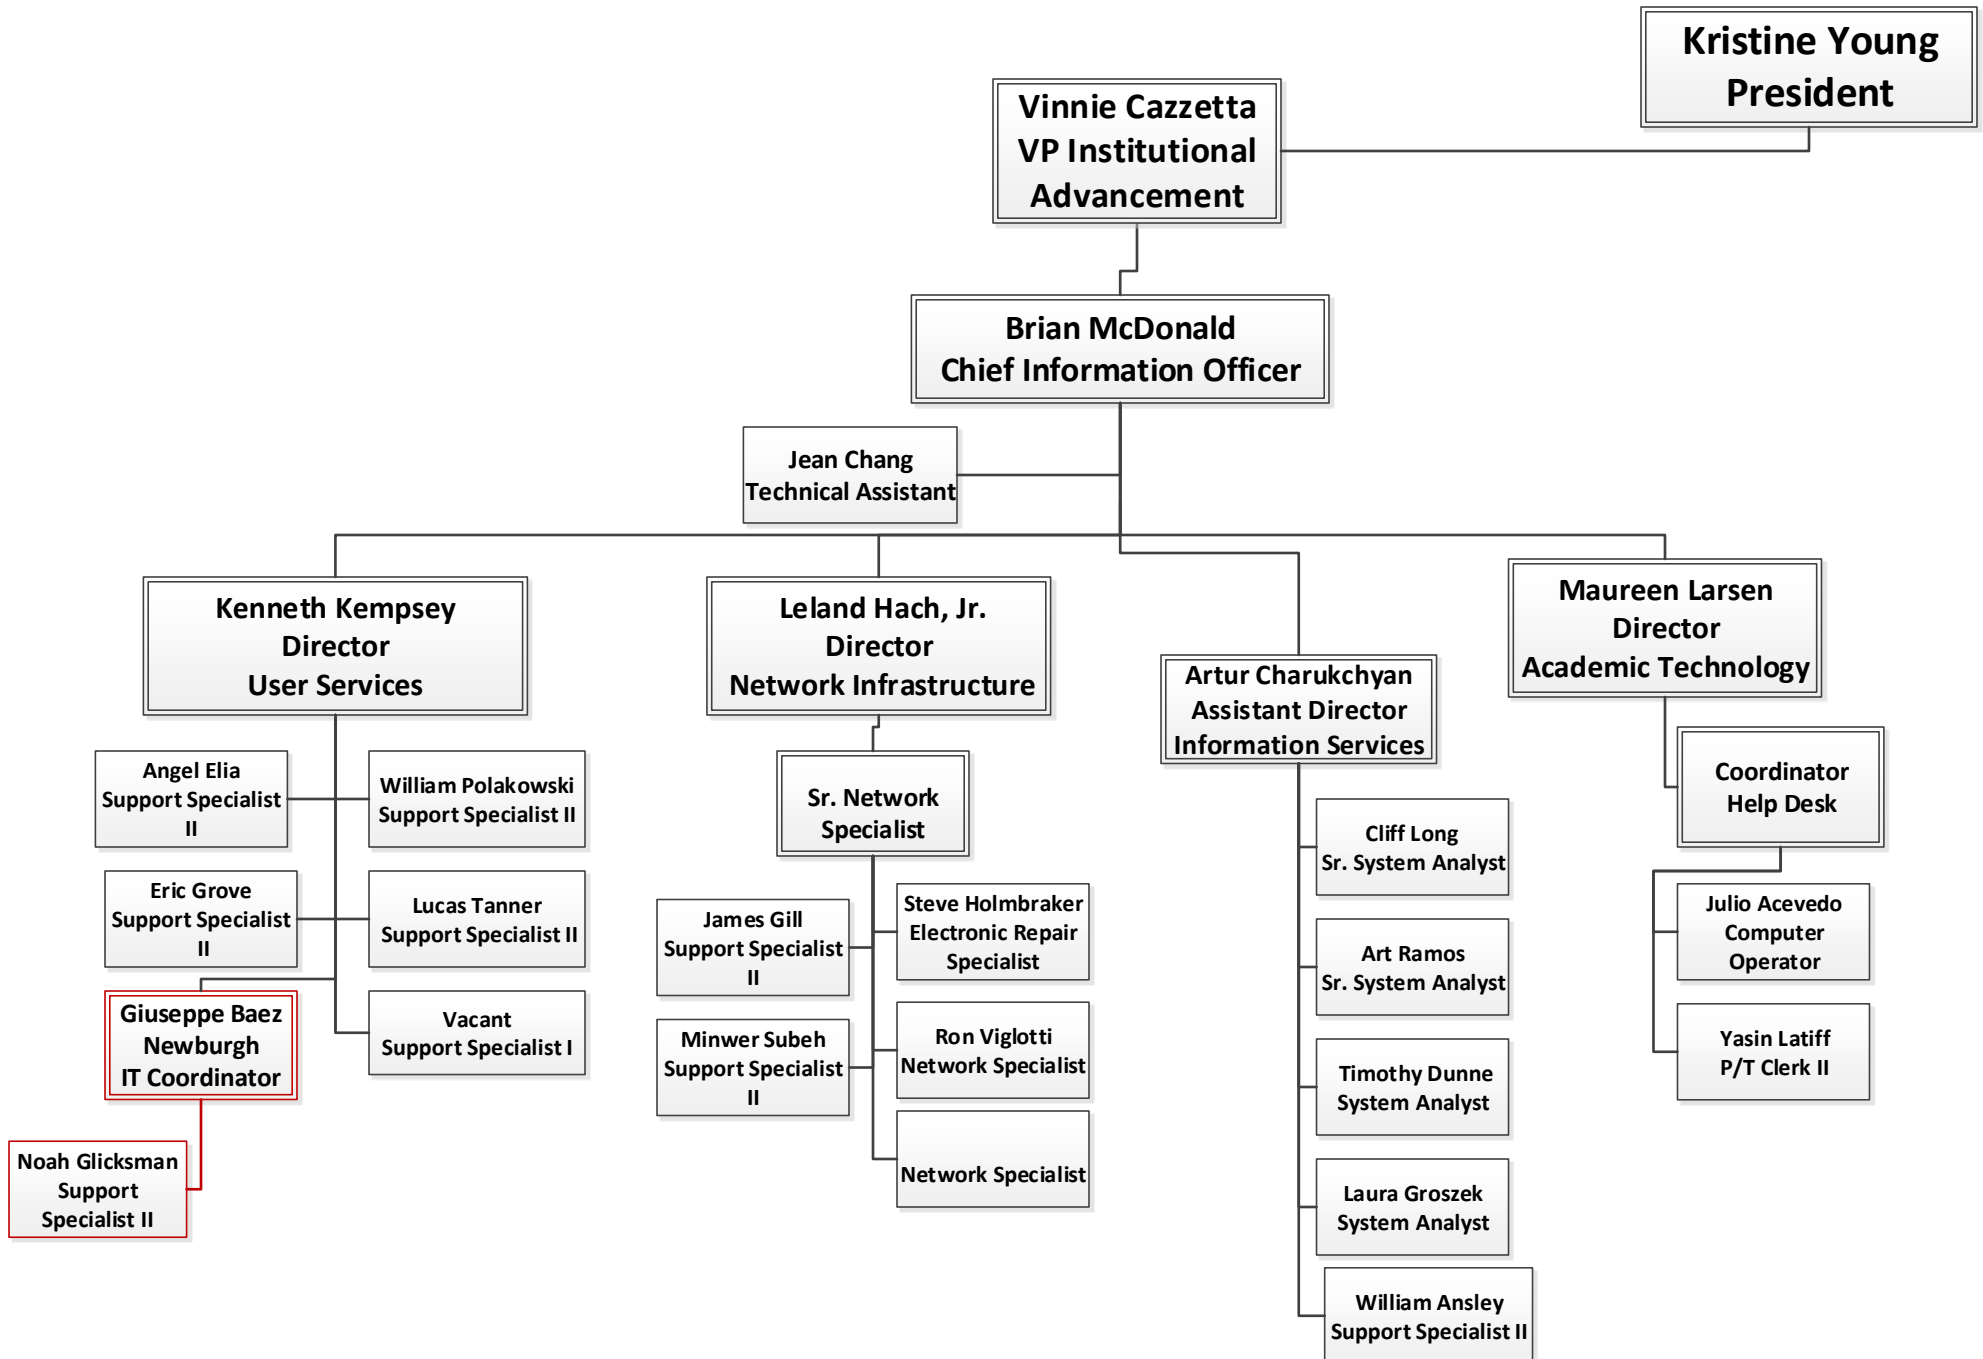 Kristine Young
President
Vinnie Cazzetta
VP Institutional
Advancement
Brian McDonald
Chief Information Officer
Jean Chang
Technical Assistant
Kenneth Kempsey
Director
User Services
Angel Elia
Support Specialist
II
William Polakowski
Support Specialist II
Eric Grove
Support Specialist
II
Lucas Tanner
Support Specialist II
Giuseppe Baez
Newburgh
IT Coordinator
Vacant
Support Specialist I
Noah Glicksman
Support
Specialist II
Leland Hach, Jr.
Director
Network Infrastructure
Sr. Network
Specialist
James Gill
Support Specialist
II
Steve Holmbraker
Electronic Repair
Specialist
Minwer Subeh
Support Specialist
II
Ron Viglotti
Network Specialist
Network Specialist
Artur Charukchyan
Assistant Director
Information Services
Cliff Long
Sr. System Analyst
Art Ramos
Sr. System Analyst
Timothy Dunne
System Analyst
Laura Groszek
System Analyst
William Ansley
Support Specialist II
Maureen Larsen
Director
Academic Technology
Coordinator
Help Desk
Julio Acevedo
Computer
Operator
Yasin Latiff
P/T Clerk II